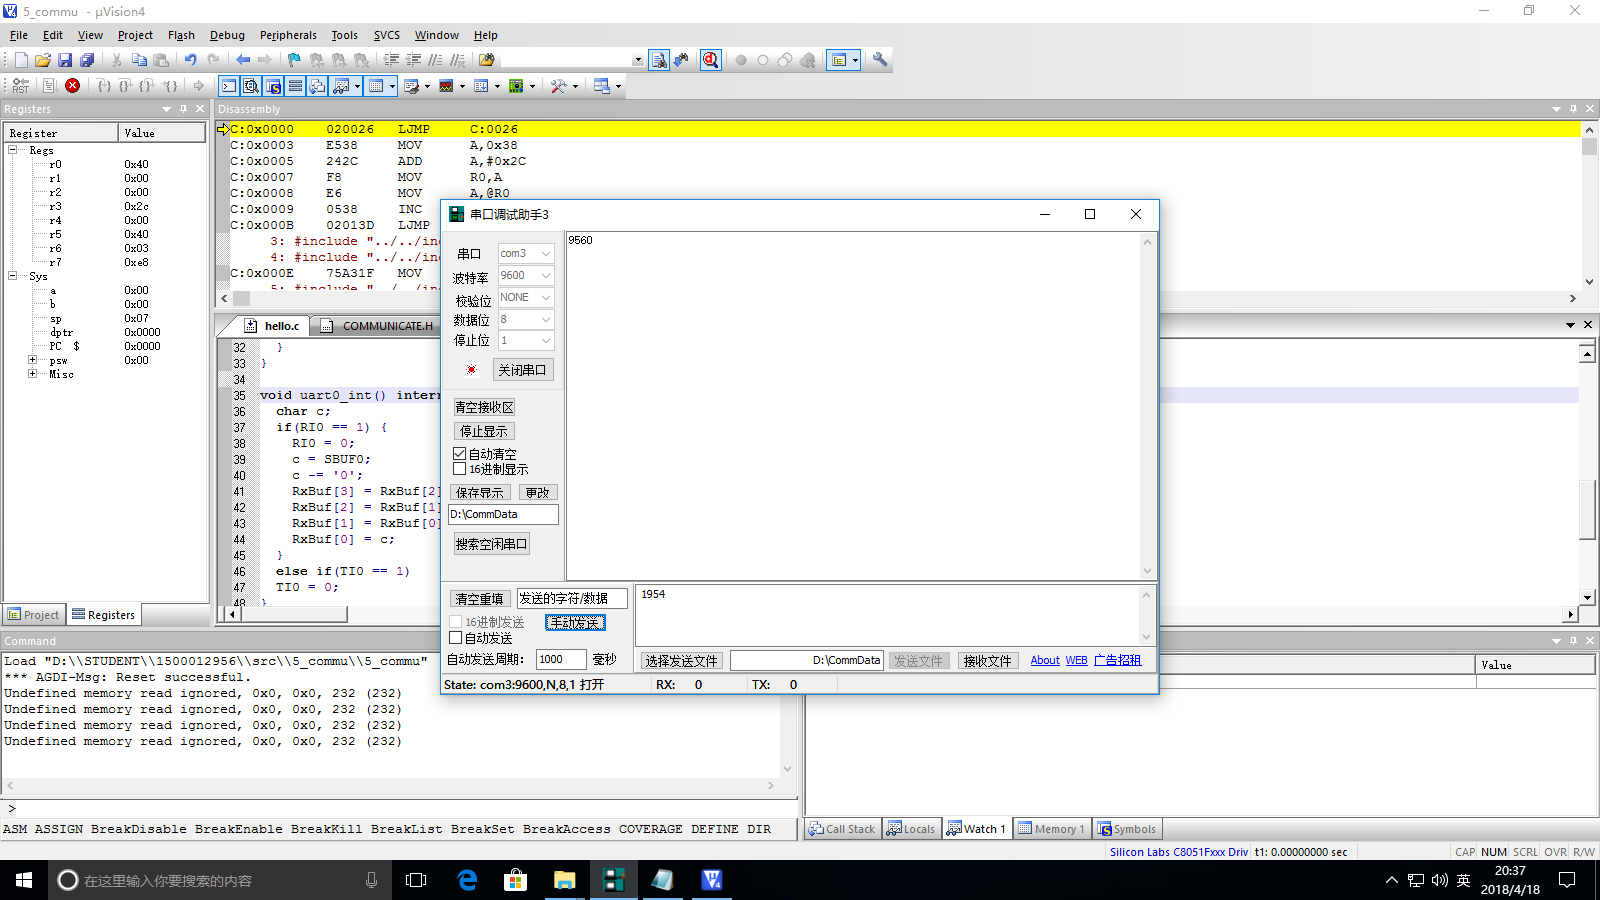 5_commu - µVision4
File Edit View Project Flash Debug Peripherals Tools SVCS Window Help
Registers
Register Value
Regs
r0 0x40
r1 0x00
r2 0x00
r3 0x2c
r4 0x00
r5 0x40
r6 0x03
r7 0xe8
Sys
a 0x00
b 0x00
sp 0x07
dptr 0x0000
PC $ 0x0000
psw 0x00
Misc
Project Registers
Disassembly
C:0x0000 020026 LJMP C:0026
C:0x0003 E538 MOV A,0x38
C:0x0005 242C ADD A,#0x2C
C:0x0007 F8 MOV R0,A
C:0x0008 E6 MOV A,@R0
C:0x0009 0538 INC
C:0x000B 02013D LJMP
3: #include "../../inc
4: #include "../../inc
C:0x000E 75A31F MOV
5: #include "../../inc
hello.c COMMUNICATE.H
32 }
33 }
34
35 void uart0_int() interr
36 char c;
37 if(RI0 == 1) {
38 RI0 = 0;
39 c = SBUF0;
40 c -= '0';
41 RxBuf[3] = RxBuf[2]
42 RxBuf[2] = RxBuf[1]
43 RxBuf[1] = RxBuf[0]
44 RxBuf[0] = c;
45 }
46 else if(TI0 == 1)
47 TI0 = 0;
48 }
串口调试助手3
串口 com3
波特率 9600
校验位 NONE
数据位 8
停止位 1
关闭串口
清空接收区
停止显示
自动清空
16进制显示
保存显示 更改
D:\CommData
搜索空闲串口
9560
清空重填 发送的字符/数据
16进制发送 手动发送
自动发送
自动发送周期: 1000 毫秒
1954
选择发送文件 D:\CommData 发送文件 接收文件 About WEB 广告招租
State: com3:9600,N,8,1 打开 RX: 0 TX: 0
Command
Load "D:\\STUDENT\\1500012956\\src\\5_commu\\5_commu"
*** AGDI-Msg: Reset successful.
Undefined memory read ignored, 0x0, 0x0, 232 (232)
Undefined memory read ignored, 0x0, 0x0, 232 (232)
Undefined memory read ignored, 0x0, 0x0, 232 (232)
Undefined memory read ignored, 0x0, 0x0, 232 (232)
>
ASM ASSIGN BreakDisable BreakEnable BreakKill BreakList BreakSet BreakAccess COVERAGE DEFINE DIR
Value
Call Stack Locals Watch 1 Memory 1 Symbols
Silicon Labs C8051Fxxx Driv t1: 0.00000000 sec CAP NUM SCRL OVR R/W
在这里输入你要搜索的内容
英
20:37
2018/4/18